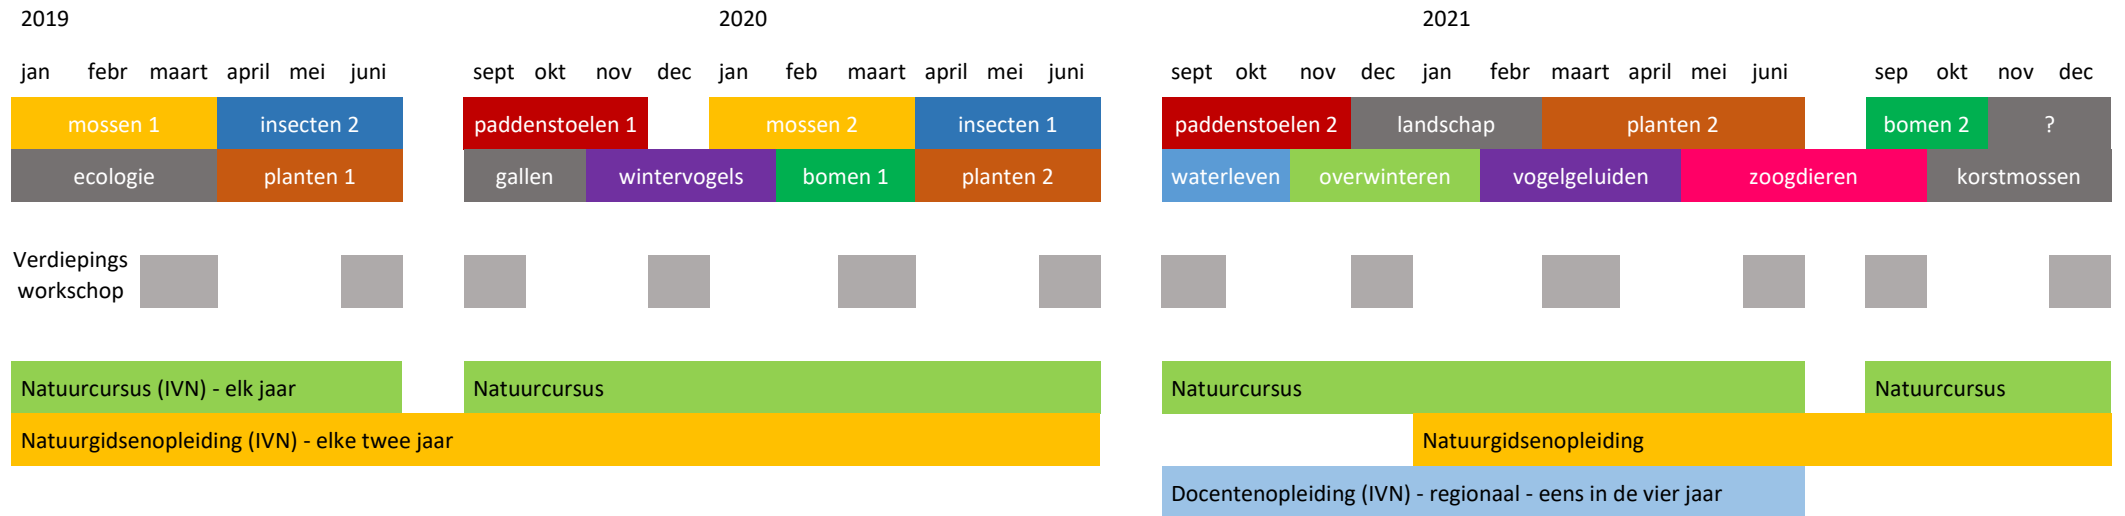 2019 2020 2021
jan febr maart april mei juni sept okt nov dec jan feb maart april mei juni sept okt nov dec jan febr maart april mei juni sep okt nov dec
mossen 1 insecten 2 paddenstoelen 1 mossen 2 insecten 1 paddenstoelen 2 landschap planten 2 bomen 2 ?
ecologie planten 1 gallen wintervogels bomen 1 planten 2 waterleven overwinteren vogelgeluiden zoogdieren korstmossen
Verdiepings
workschop
Natuurcursus (IVN) - elk jaar Natuurcursus Natuurcursus Natuurcursus
Natuurgidsenopleiding (IVN) - elke twee jaar Natuurgidsenopleiding
Docentenopleiding (IVN) - regionaal - eens in de vier jaar